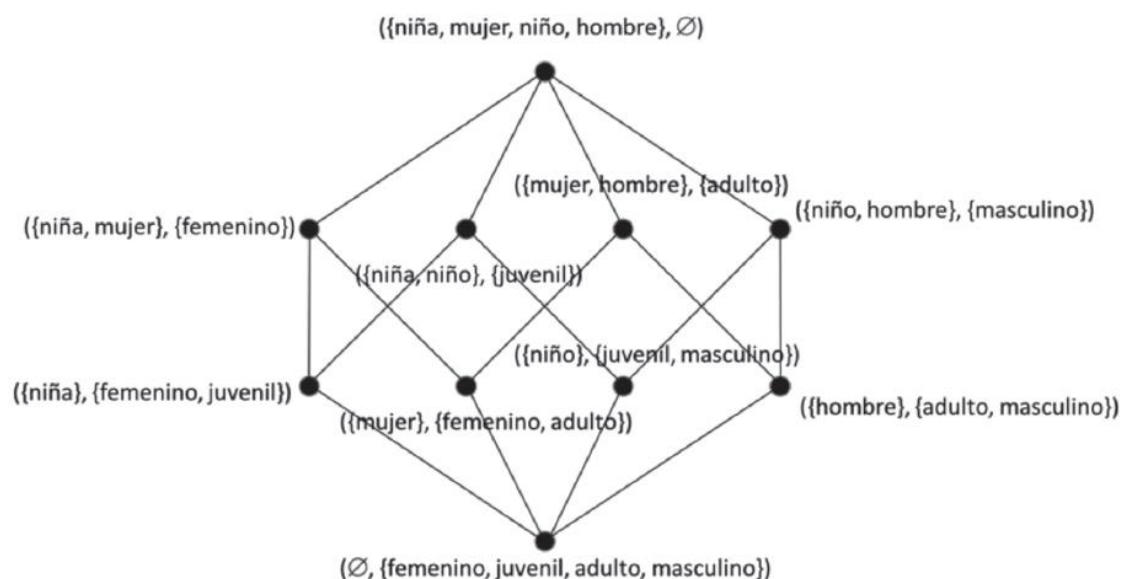 ({niña, mujer, niño, hombre}, ∅)
({mujer, hombre}, {adulto})
({niño, hombre}, {masculino})
({niña, mujer}, {femenino})
({niña, niño}, {juvenil})
({niño}, {juvenil, masculino})
({niña}, {femenino, juvenil})
({hombre}, {adulto, masculino})
({mujer}, {femenino, adulto})
(∅, {femenino, juvenil, adulto, masculino})